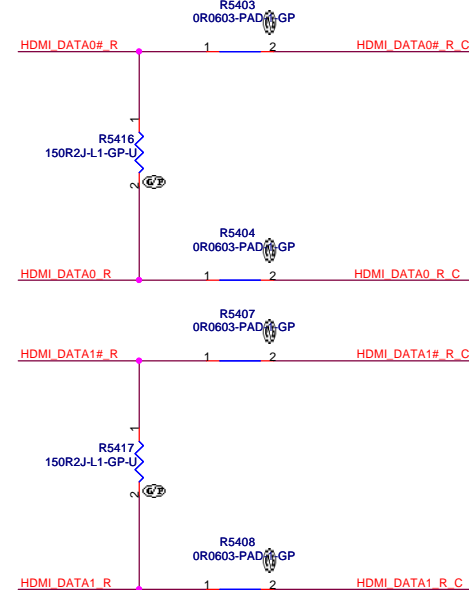 R5403
0R0603-PAD GP
HDMI_DATA0#_R 1 2 HDMI_DATA0#_R_C
1
R5416
150R2J-L1-GP-U
2 G/P
R5404
0R0603-PAD GP
HDMI_DATA0_R 1 2 HDMI_DATA0_R_C
R5407
0R0603-PAD GP
HDMI_DATA1#_R 1 2 HDMI_DATA1#_R_C
1
R5417
150R2J-L1-GP-U
2 G/P
R5408
0R0603-PAD GP
HDMI_DATA1_R 1 2 HDMI_DATA1_R_C